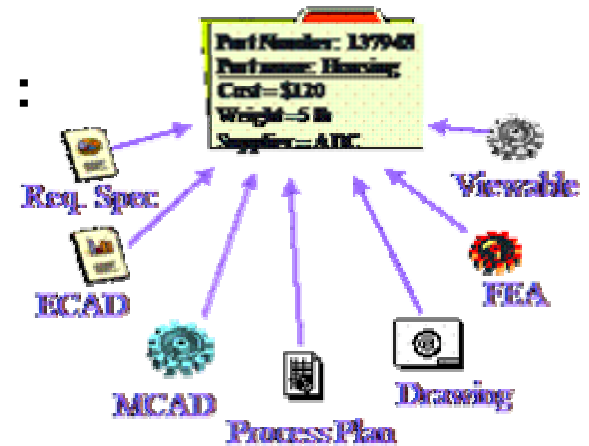 :
Part Number: 137948
Part name: Housing
Cost=$120
Weight=5 lb
Supplier=ADC
Req. Spec
Viewable
ECAD
FEA
MCAD
Drawing
Process Plan